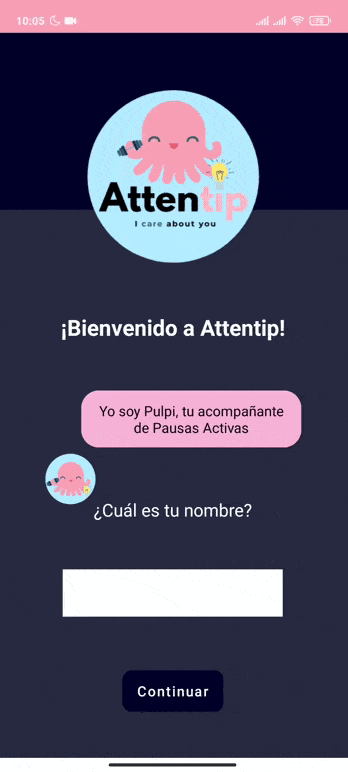 10:05
Attentip
I care about you
¡Bienvenido a Attentip!
Yo soy Pulpi, tu acompañante
de Pausas Activas
¿Cuál es tu nombre?
Continuar